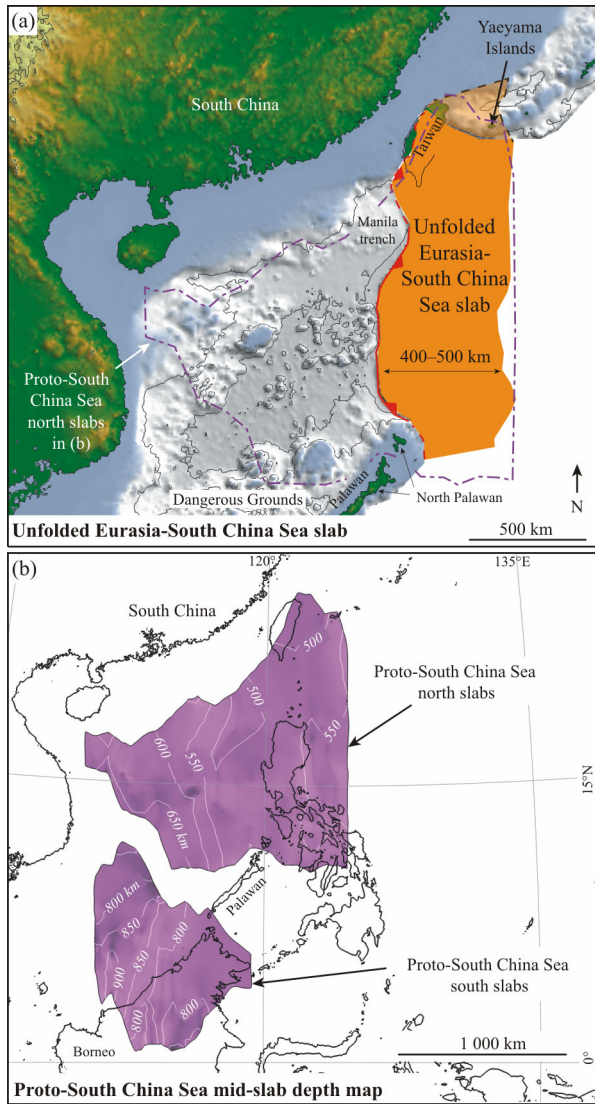 (a)
Yaeyama
Islands
South China
Taiwan
Manila
trench
Unfolded
Eurasia-
South China
Sea slab
400–500 km
Proto-South
China Sea
north slabs
in (b)
Dangerous Grounds
Palawan
North Palawan
N
Unfolded Eurasia-South China Sea slab
500 km
(b)
120°
135°E
South China
500
Proto-South China Sea
north slabs
500
600
550
550
650 km
15°N
800 km
Palawan
850
800
850
900
Proto-South China Sea
south slabs
800
800
Borneo
1 000 km
0°
Proto-South China Sea mid-slab depth map